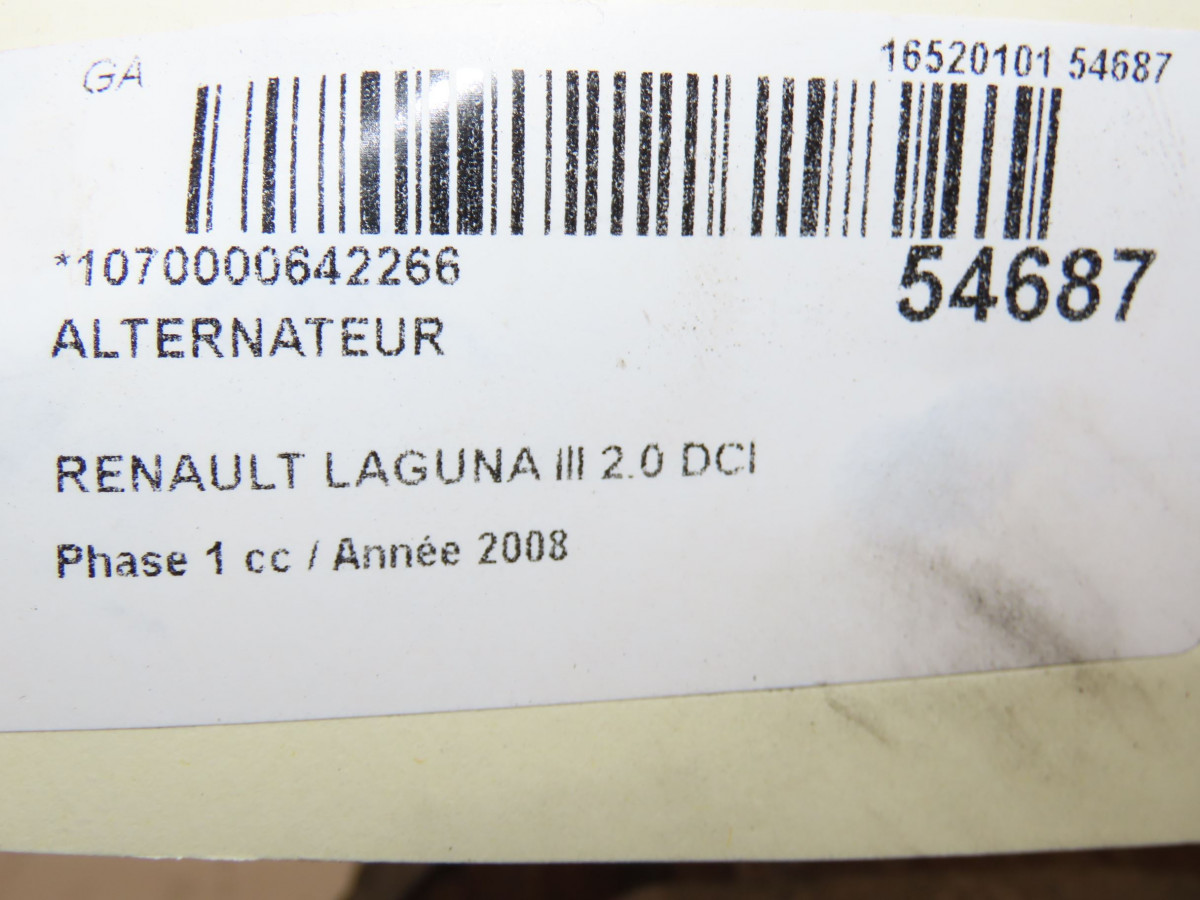 GA
16520101 54687
*1070000642266
54687
ALTERNATEUR
RENAULT LAGUNA III 2.0 DCI
Phase 1 cc / Année 2008